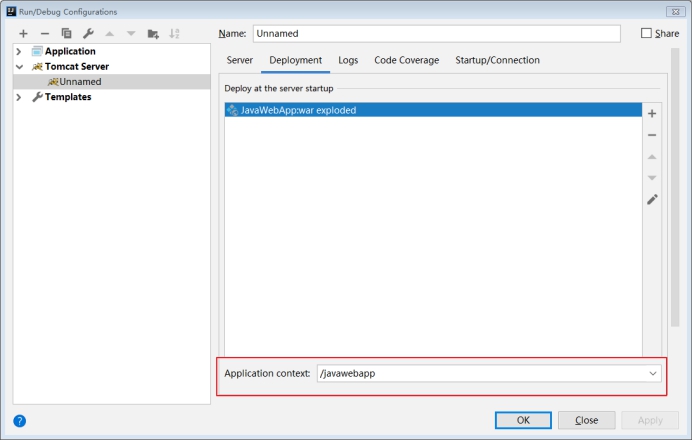 Run/Debug Configurations
Name: Unnamed
Share
Application
Tomcat Server
Unnamed
Templates
Server Deployment Logs Code Coverage Startup/Connection
Deploy at the server startup
JavaWebApp:war exploded
Application context: /javawebapp
? OK Close Apply